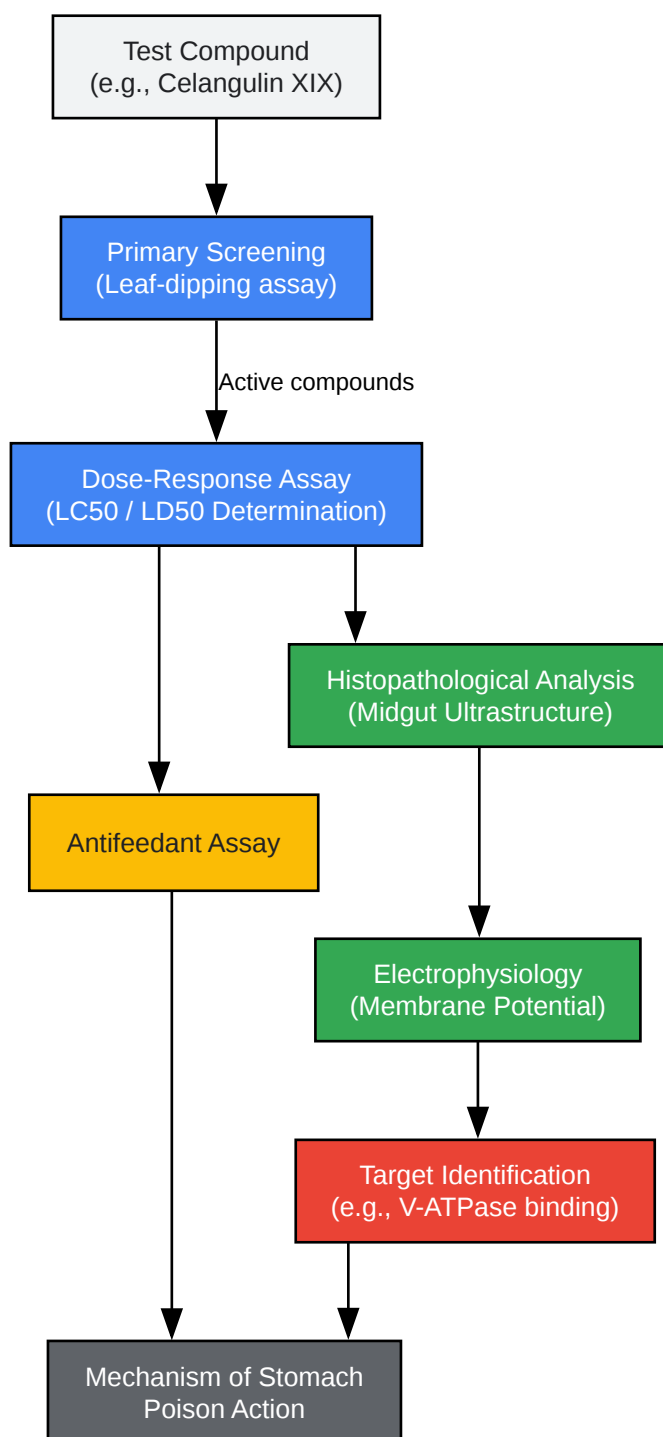 Test Compound
(e.g., Celangulin XIX)
Primary Screening
(Leaf-dipping assay)
Active compounds
Dose-Response Assay
(LC50 / LD50 Determination)
Histopathological Analysis
(Midgut Ultrastructure)
Antifeedant Assay
Electrophysiology
(Membrane Potential)
Target Identification
(e.g., V-ATPase binding)
Mechanism of Stomach
Poison Action